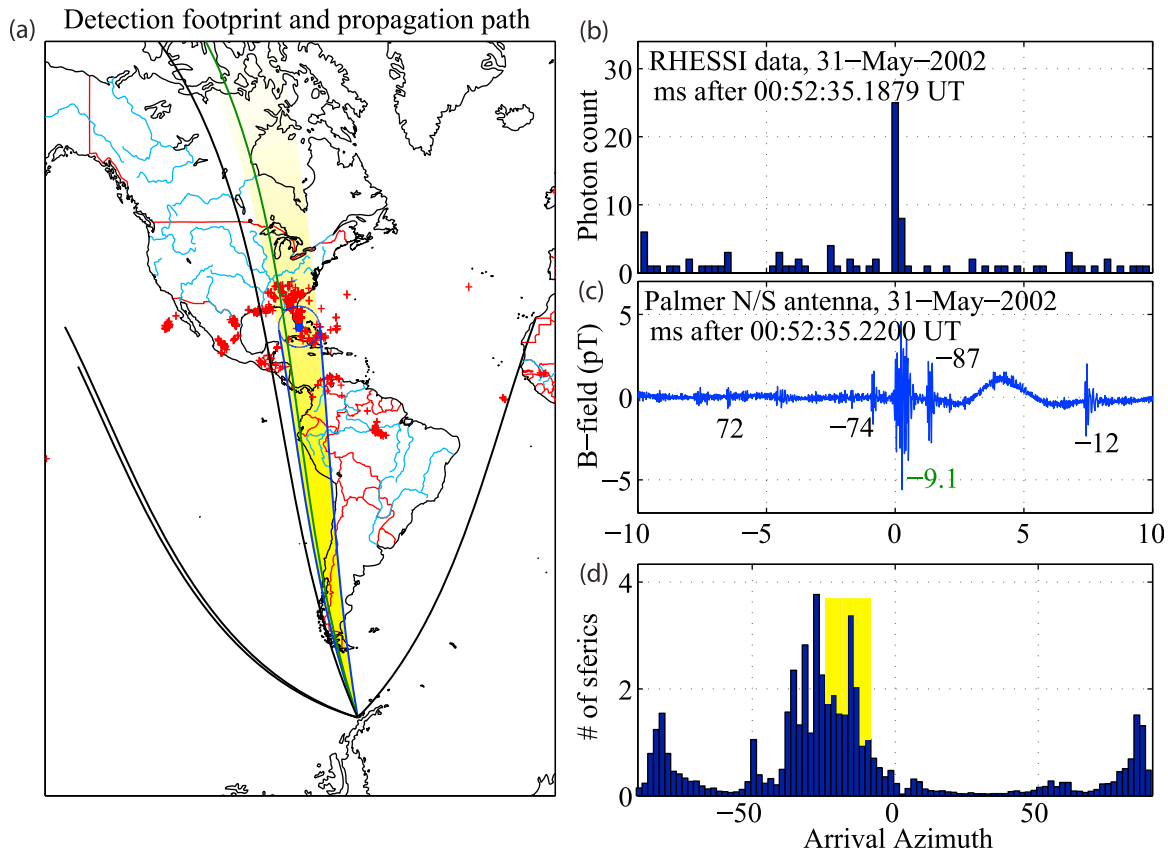 (a)
Detection footprint and propagation path
(b)
RHESSI data, 31−May−2002
ms after 00:52:35.1879 UT
Photon count
30
20
10
0
(c)
Palmer N/S antenna, 31−May−2002
ms after 00:52:35.2200 UT
B−field (pT)
5
0
−5
72
−74
−87
−9.1
−12
−10
−5
0
5
10
(d)
# of sferics
4
2
0
−50
0
50
Arrival Azimuth